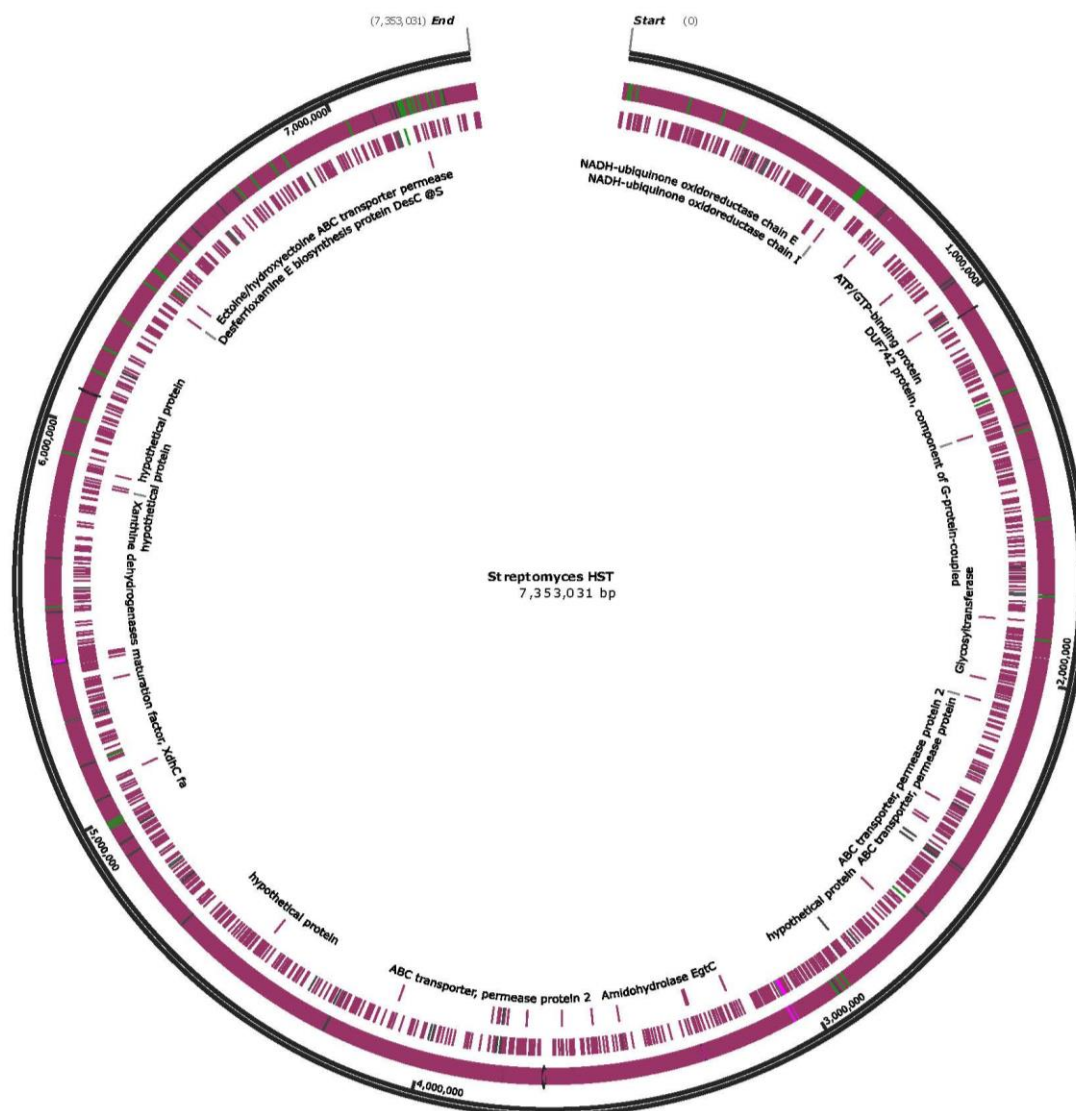 (7,353,031) End
Start (0)
7,000,000
NADH-ubiquinone oxidoreductase chain E
NADH-ubiquinone oxidoreductase chain I
Ectoine/hydroxyectoine ABC transporter permease
Desferrioxamine E biosynthesis protein DesC @S
1,000,000
ATP/GTP-binding protein
DUF742 protein, component of G-protein-coupled
6,000,000
hypothetical protein
hypothetical protein
Xanthine dehydrogenases maturation factor, XdhC fa
Streptomyces HST
7,353,031 bp
Glycosyltransferase
2,000,000
ABC transporter, permease protein 2
ABC transporter, permease protein
hypothetical protein
5,000,000
hypothetical protein
ABC transporter, permease protein 2
Amidohydrolase EgtC
3,000,000
4,000,000